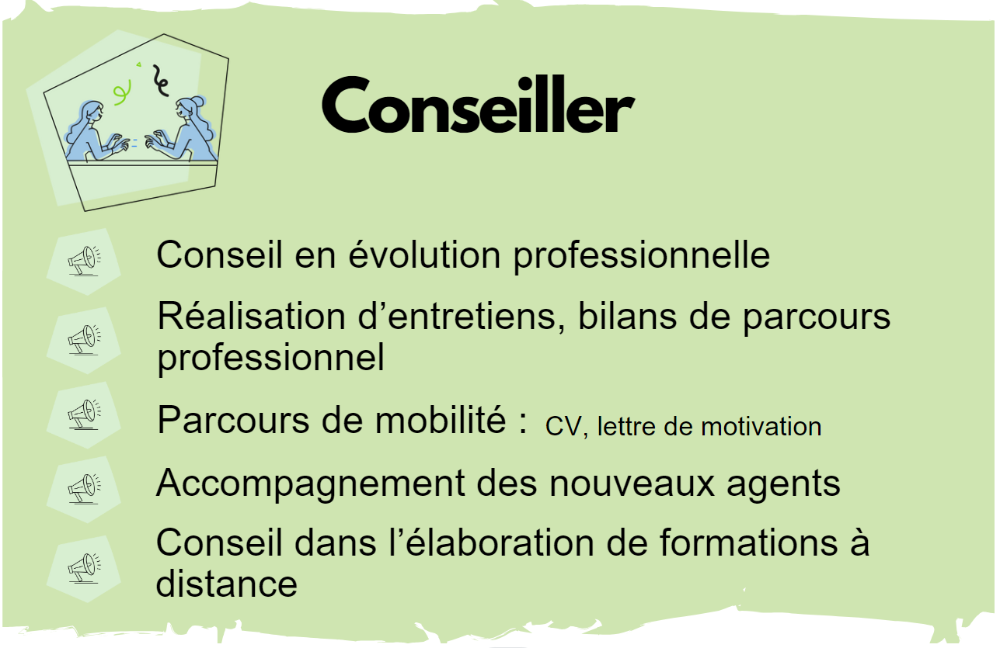 Conseiller
Conseil en évolution professionnelle
Réalisation d’entretiens, bilans de parcours
professionnel
Parcours de mobilité : CV, lettre de motivation
Accompagnement des nouveaux agents
Conseil dans l’élaboration de formations à
distance